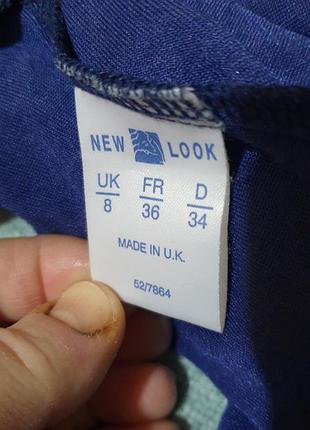 NEW LOOK
UK FR D
8 36 34
MADE IN U.K.
52/7864